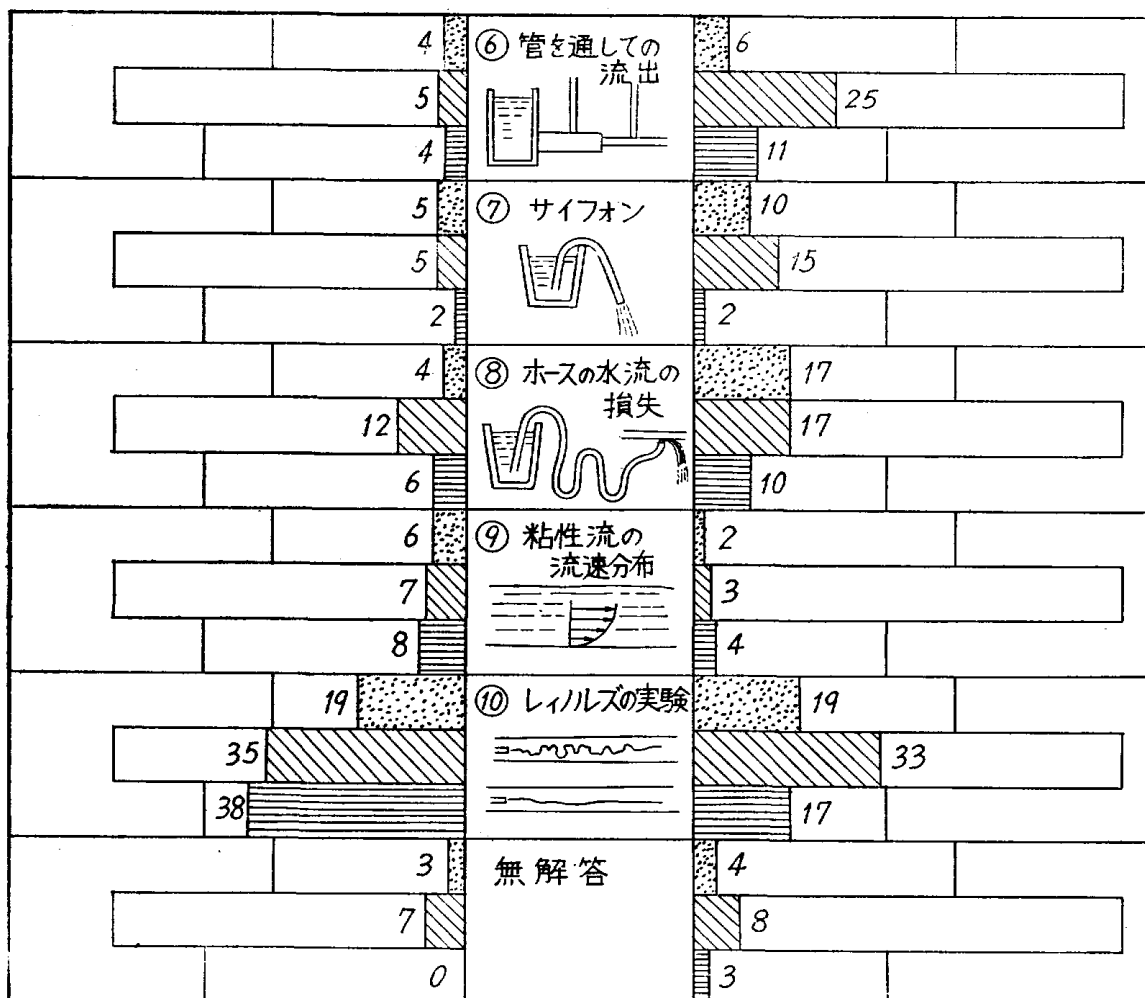 4 ⑥ 管を通しての 6
流出
5 25
4 11
5 ⑦ サイフォン 10
5 15
2 2
4 ⑧ ホースの水流の 17
損失
12 17
6 10
6 ⑨ 粘性流の 2
流速分布
7 3
8 4
19 ⑩ レイノルズの実験 19
35 33
38 17
3 無解答 4
7 8
0 3